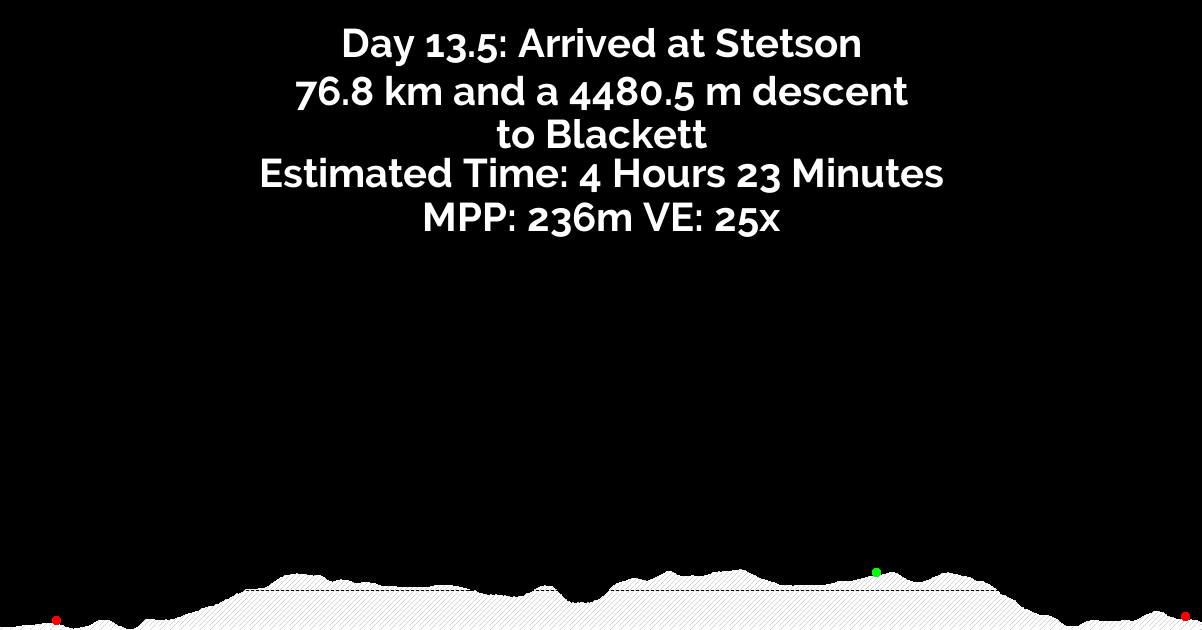 Day 13.5: Arrived at Stetson
76.8 km and a 4480.5 m descent
to Blackett
Estimated Time: 4 Hours 23 Minutes
MPP: 236m VE: 25x